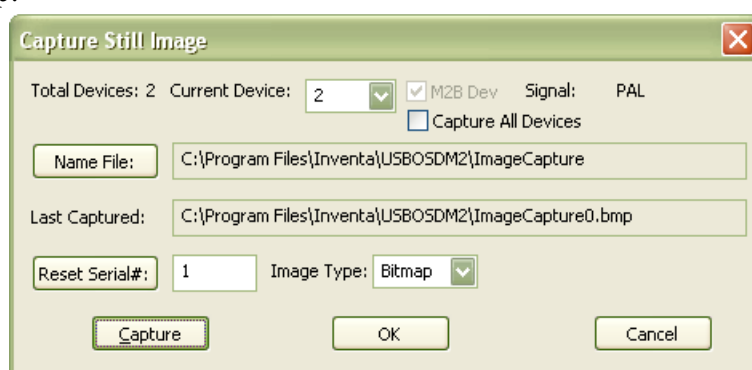 Capture Still Image
Total Devices: 2 Current Device: 2 M2B Dev Signal: PAL
Capture All Devices
Name File: C:\Program Files\Inventa\USBOSDM2\ImageCapture
Last Captured: C:\Program Files\Inventa\USBOSDM2\ImageCapture0.bmp
Reset Serial#: 1 Image Type: Bitmap
Capture OK Cancel